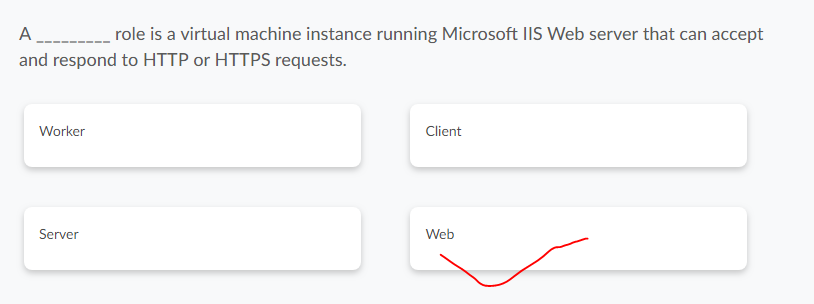 A _________ role is a virtual machine instance running Microsoft IIS Web server that can accept
and respond to HTTP or HTTPS requests.
Worker
Client
Server
Web